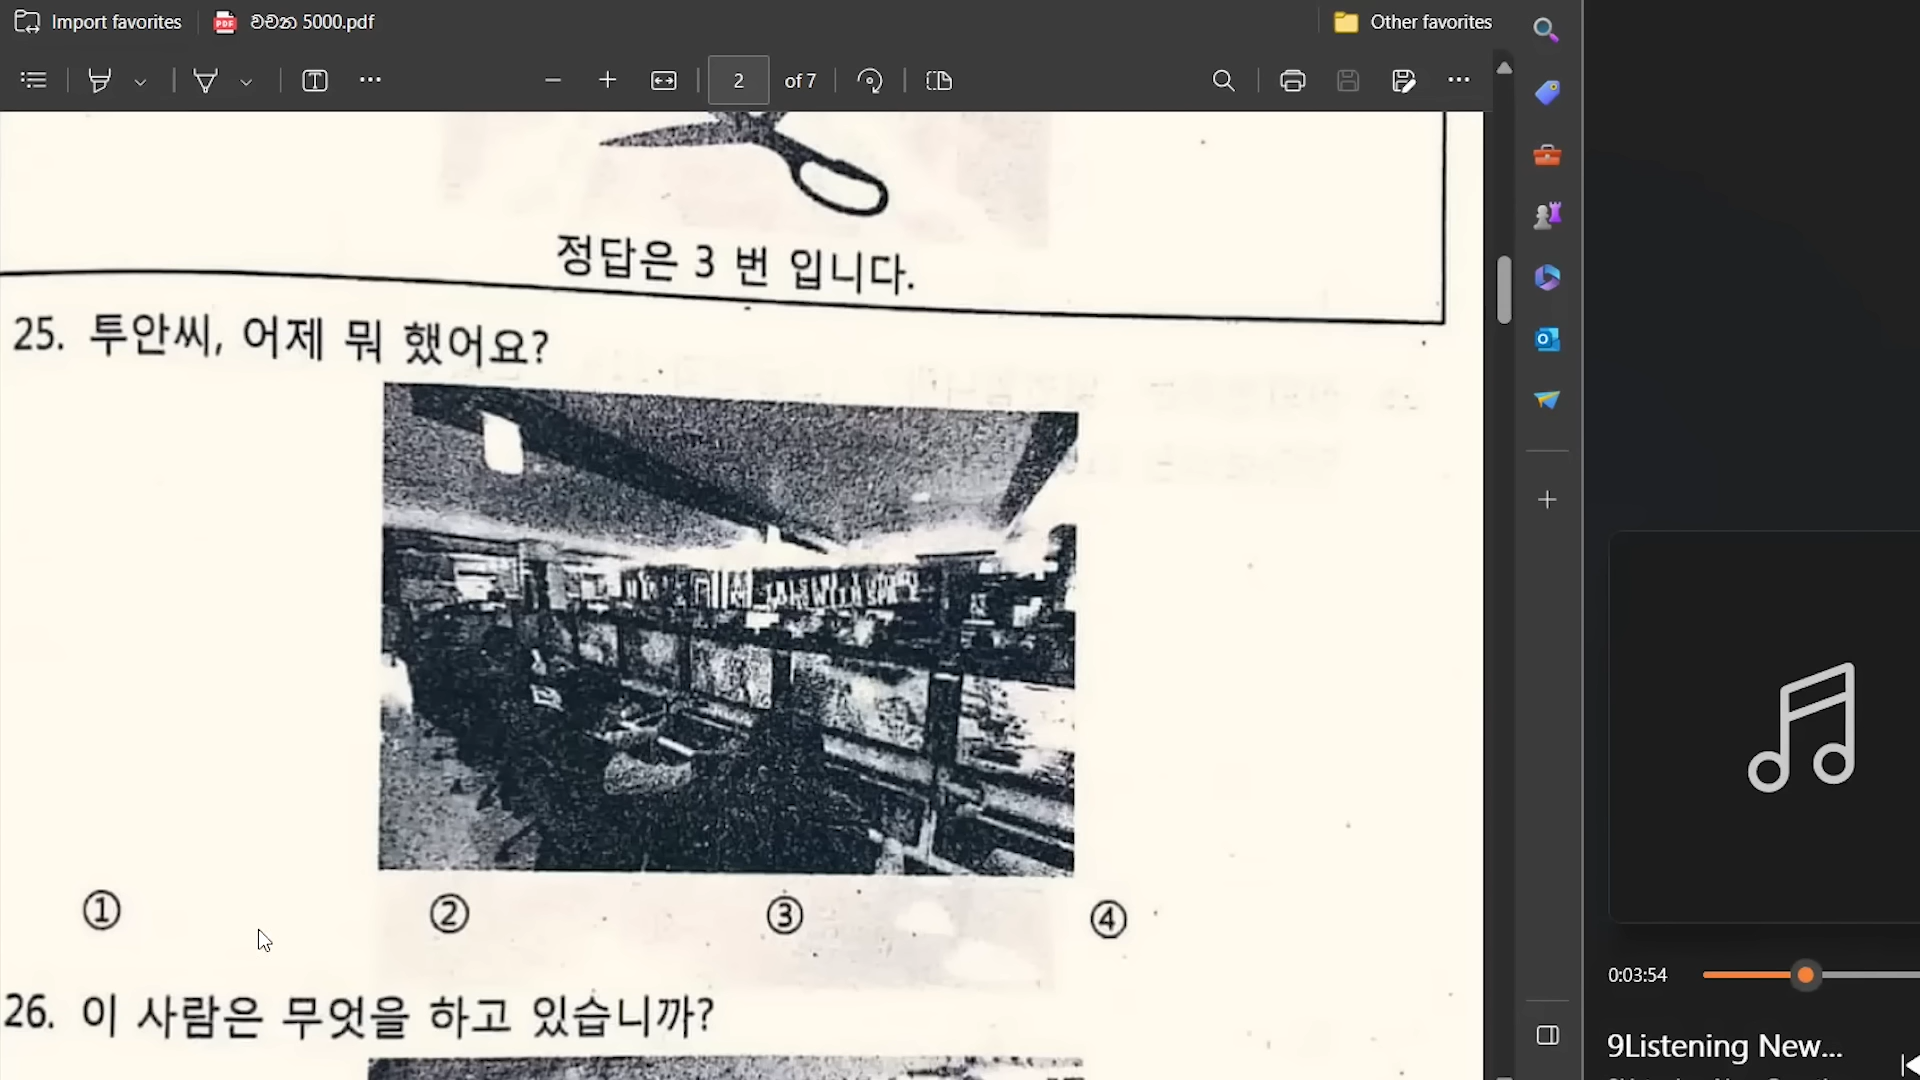 Import favorites
වචන 5000.pdf
Other favorites
2 of 7
정답은 3 번 입니다.
25. 투안씨, 어제 뭐 했어요?
① ② ③ ④
26. 이 사람은 무엇을 하고 있습니까?
0:03:54
9Listening New...